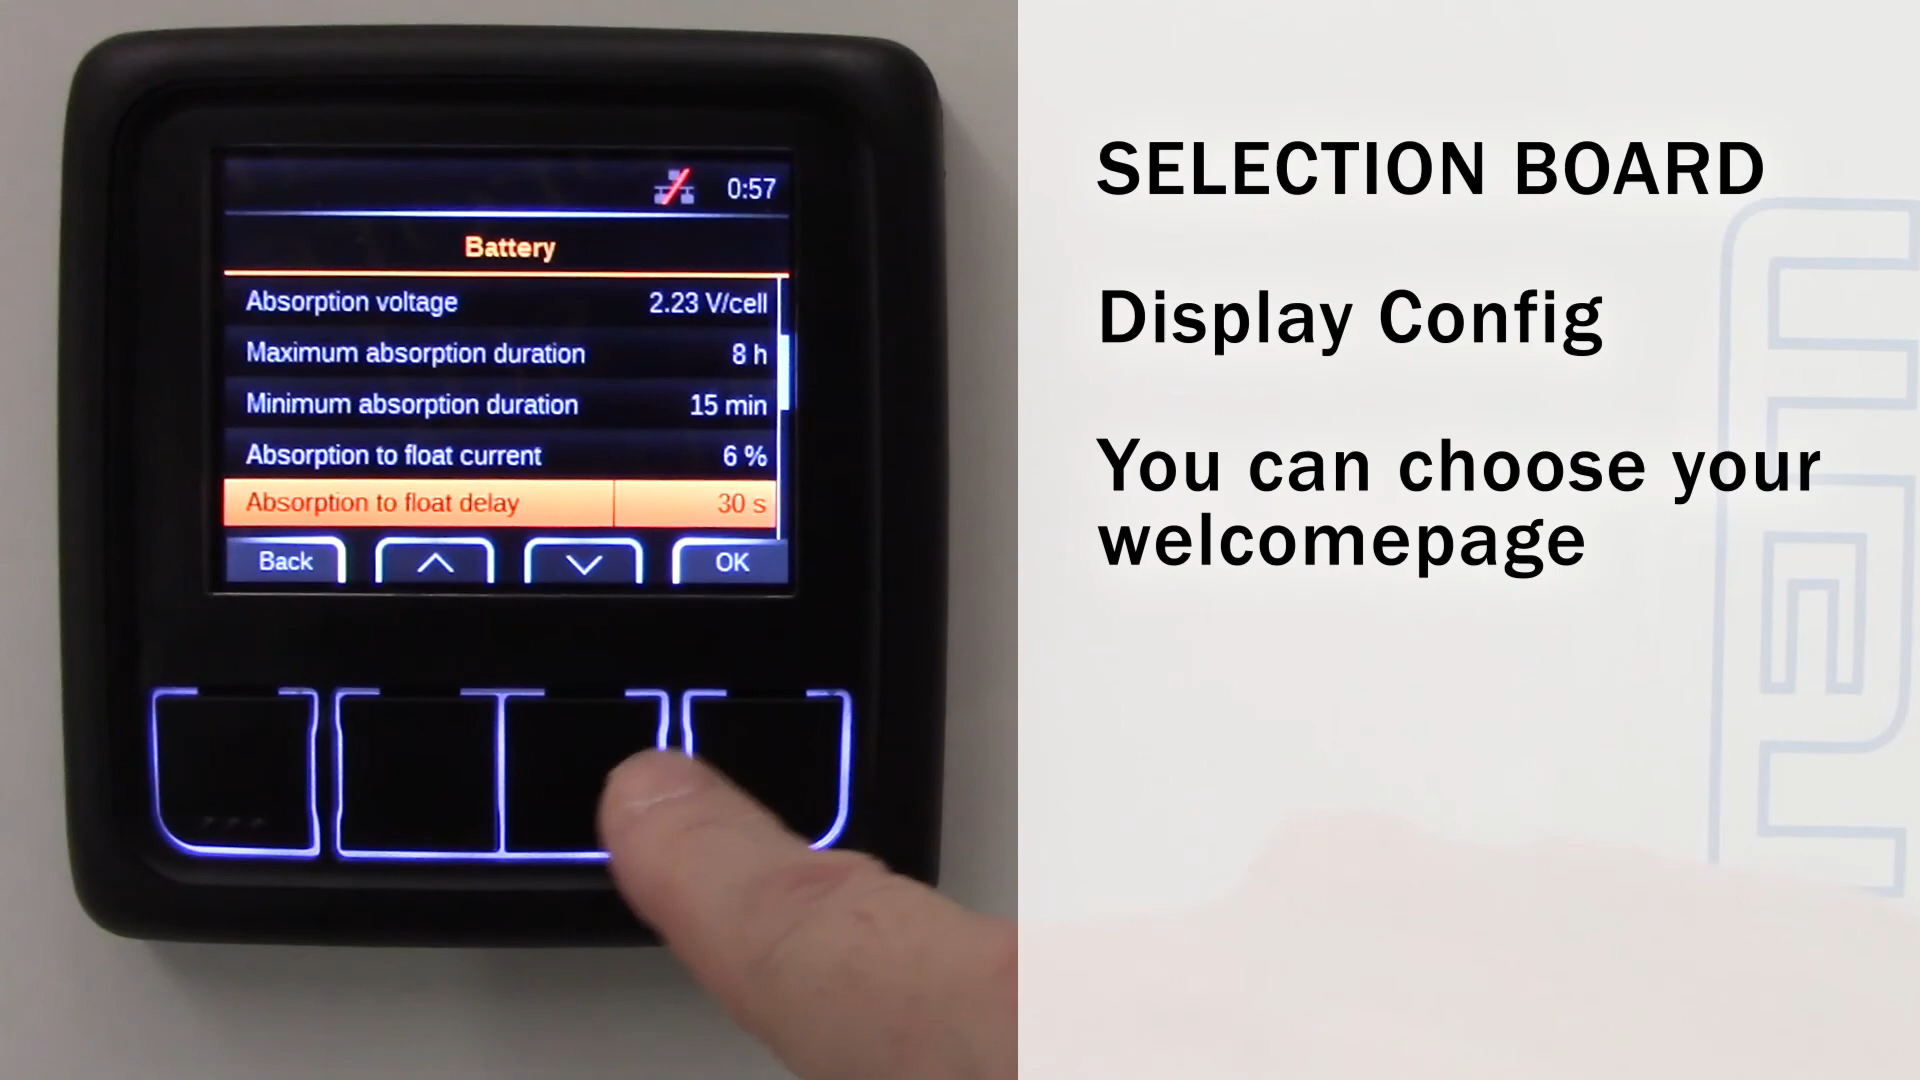 0:57
Battery
Absorption voltage 2.23 V/cell
Maximum absorption duration 8 h
Minimum absorption duration 15 min
Absorption to float current 6 %
Absorption to float delay 30 s
Back OK
SELECTION BOARD
Display Config
You can choose your
welcomepage